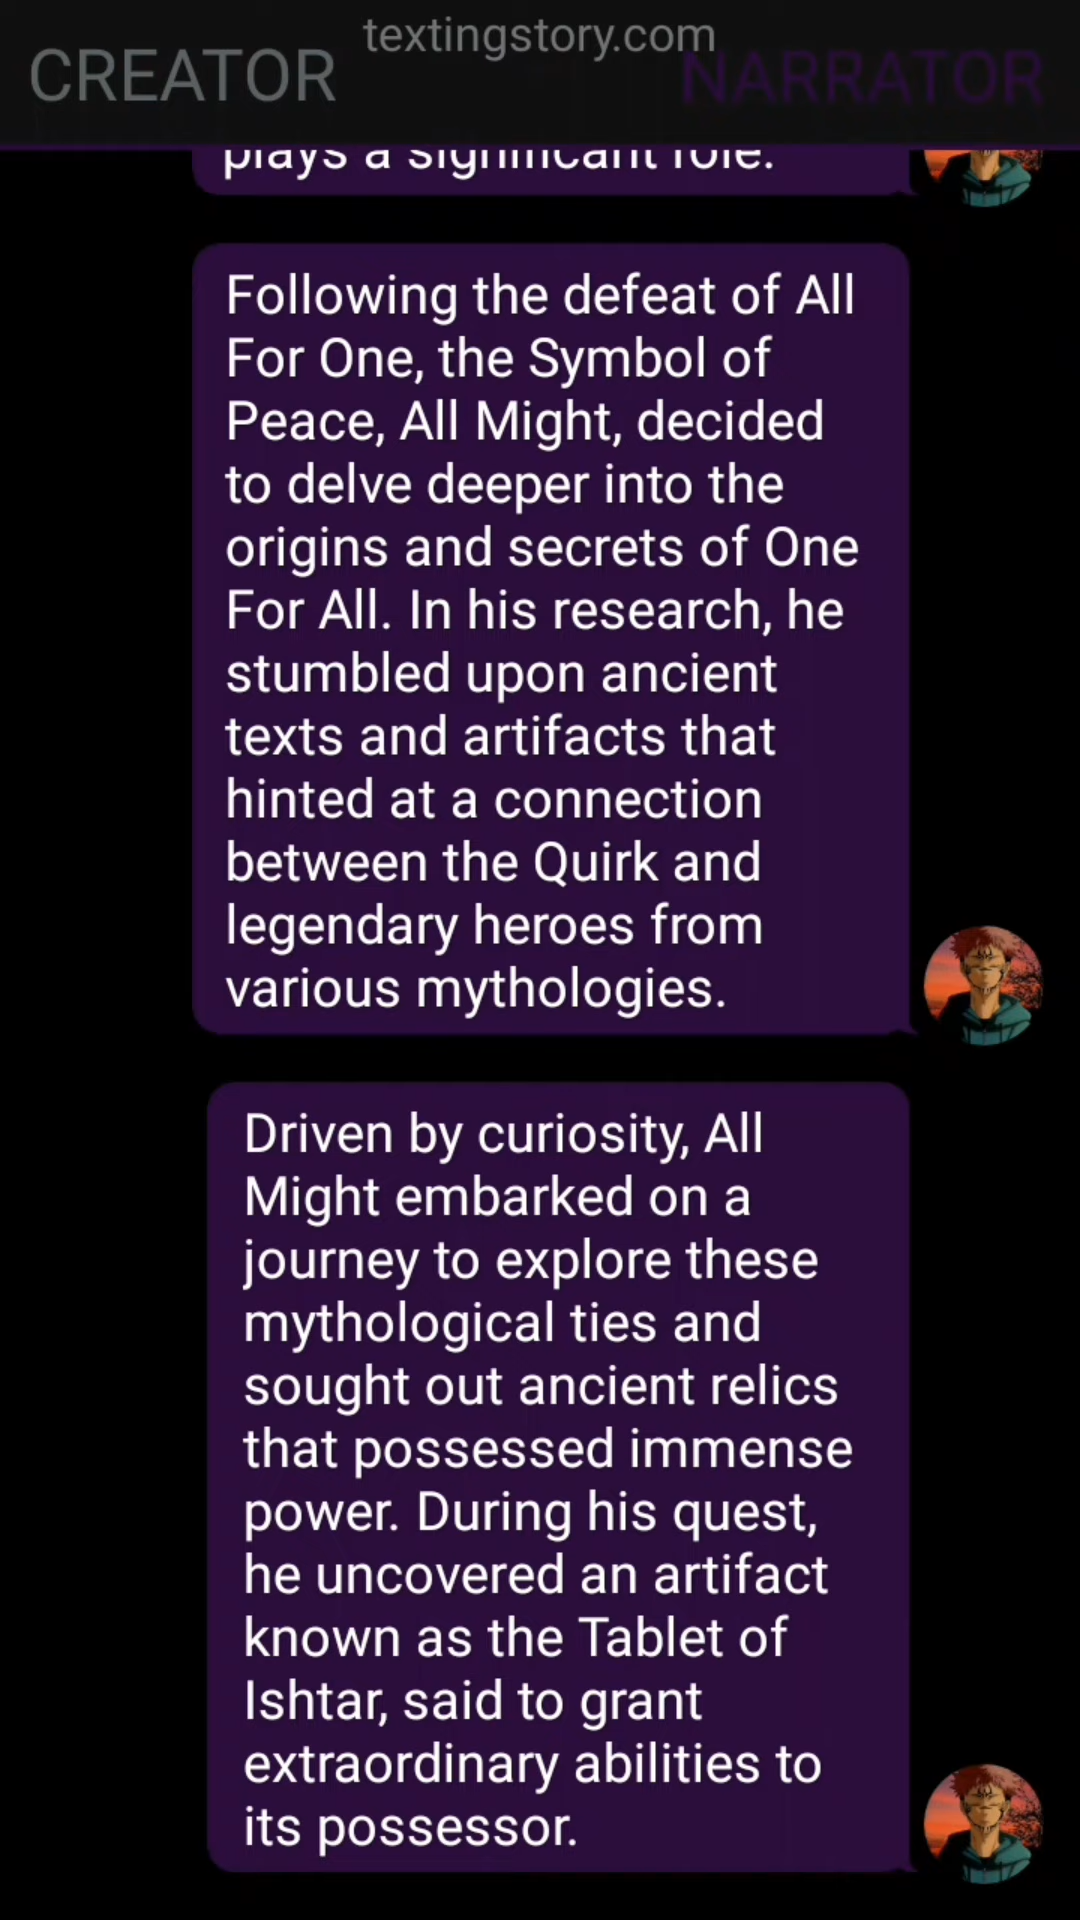 textingstory.com
CREATOR
NARRATOR
plays a significant role.
Following the defeat of All
For One, the Symbol of
Peace, All Might, decided
to delve deeper into the
origins and secrets of One
For All. In his research, he
stumbled upon ancient
texts and artifacts that
hinted at a connection
between the Quirk and
legendary heroes from
various mythologies.
Driven by curiosity, All
Might embarked on a
journey to explore these
mythological ties and
sought out ancient relics
that possessed immense
power. During his quest,
he uncovered an artifact
known as the Tablet of
Ishtar, said to grant
extraordinary abilities to
its possessor.